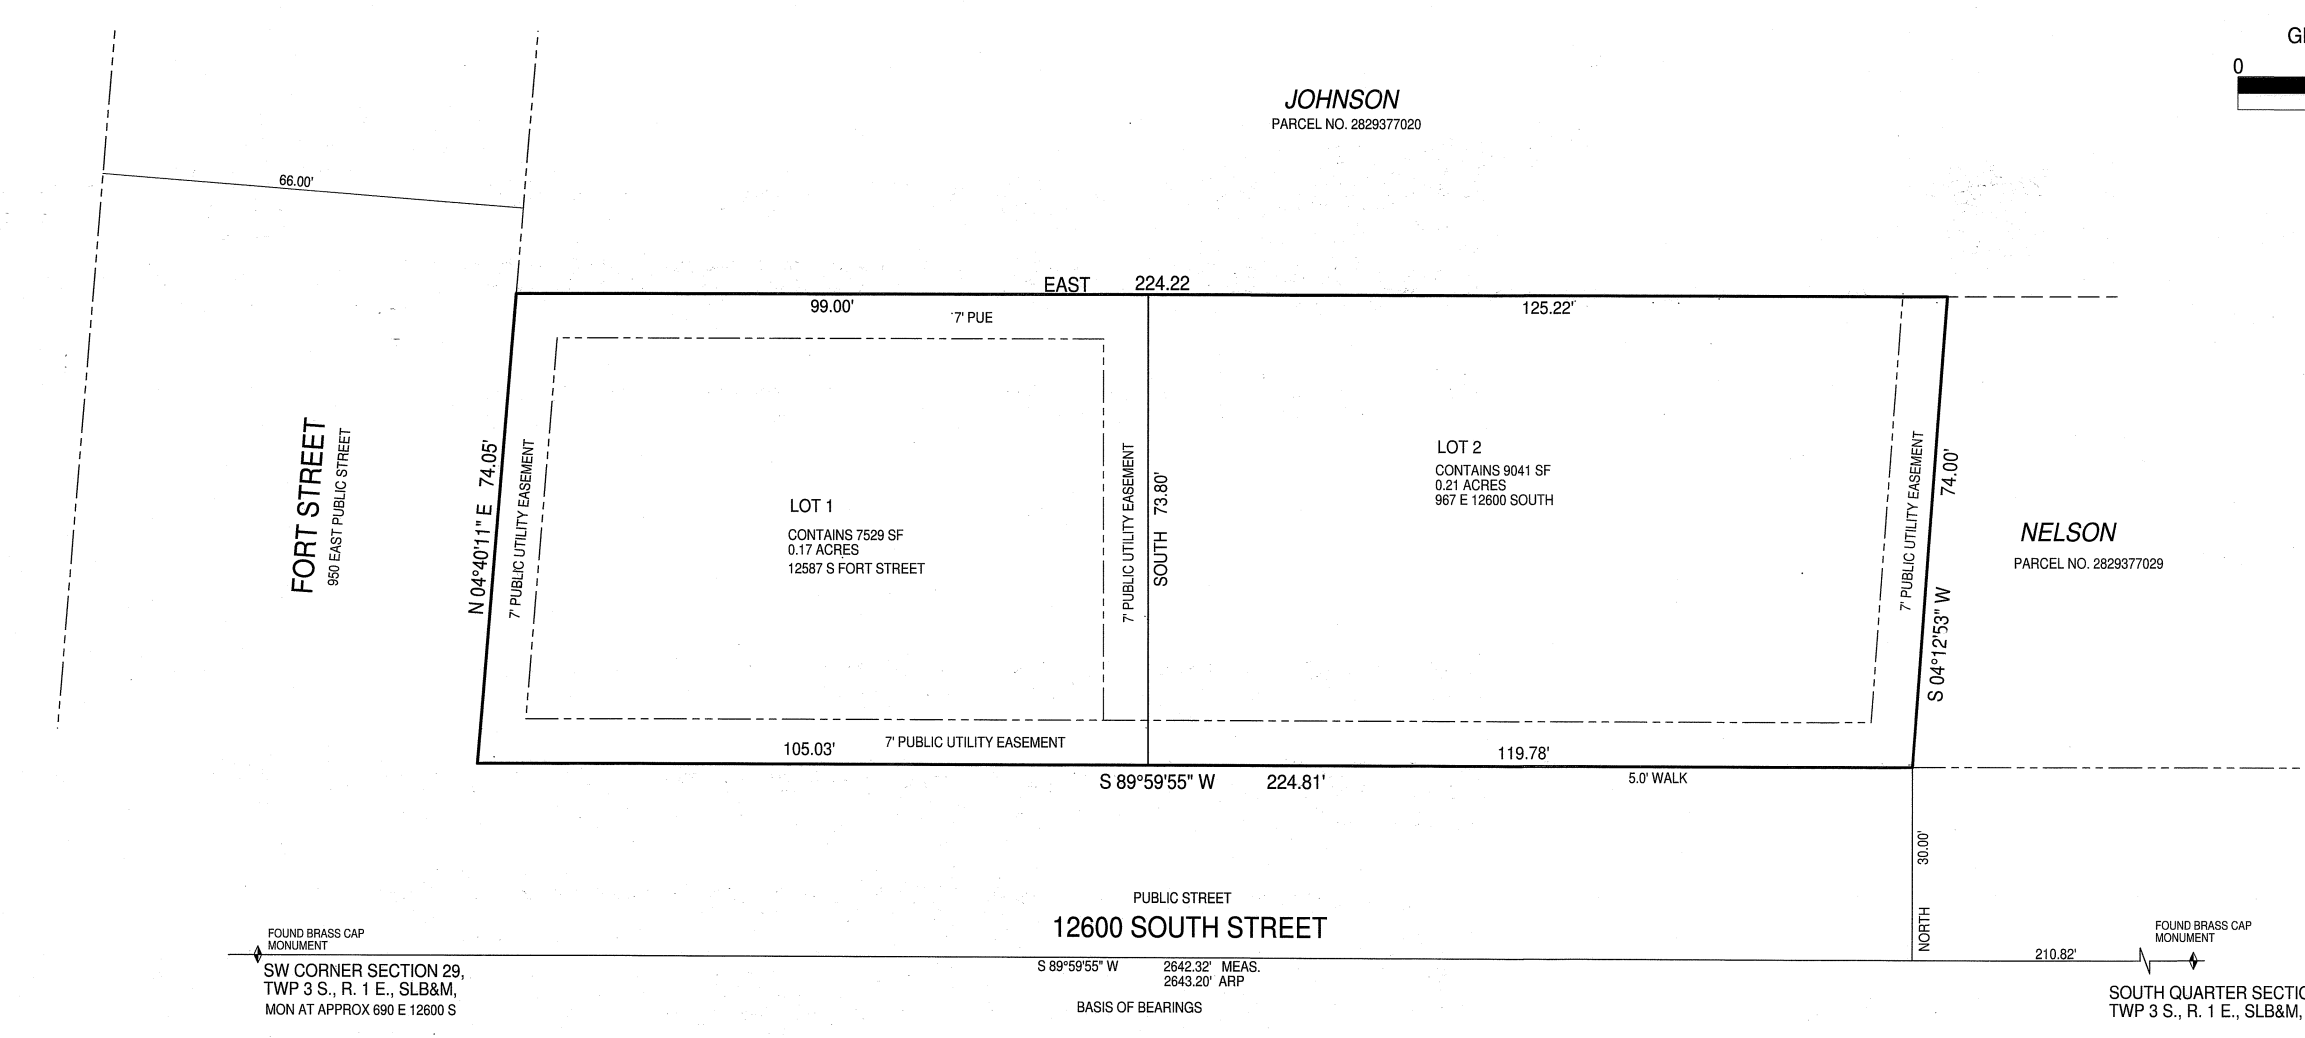 GI
0
JOHNSON
PARCEL NO. 2829377020
66.00'
EAST 224.22
99.00'
125.22'
7' PUE
FORT STREET
950 EAST PUBLIC STREET
N 04°40'11" E 74.05'
7' PUBLIC UTILITY EASEMENT
LOT 1
CONTAINS 7529 SF
0.17 ACRES
12587 S FORT STREET
7' PUBLIC UTILITY EASEMENT
SOUTH 73.80'
LOT 2
CONTAINS 9041 SF
0.21 ACRES
967 E 12600 SOUTH
7' PUBLIC UTILITY EASEMENT
S 04°12'53" W 74.00'
NELSON
PARCEL NO. 2829377029
105.03'
7' PUBLIC UTILITY EASEMENT
119.78'
S 89°59'55" W 224.81'
5.0' WALK
NORTH 30.00'
PUBLIC STREET
12600 SOUTH STREET
FOUND BRASS CAP
MONUMENT
SW CORNER SECTION 29,
TWP 3 S., R. 1 E., SLB&M,
MON AT APPROX 690 E 12600 S
S 89°59'55" W 2642.32' MEAS.
2643.20' ARP
BASIS OF BEARINGS
210.82'
FOUND BRASS CAP
MONUMENT
SOUTH QUARTER SECTIO
TWP 3 S., R. 1 E., SLB&M,